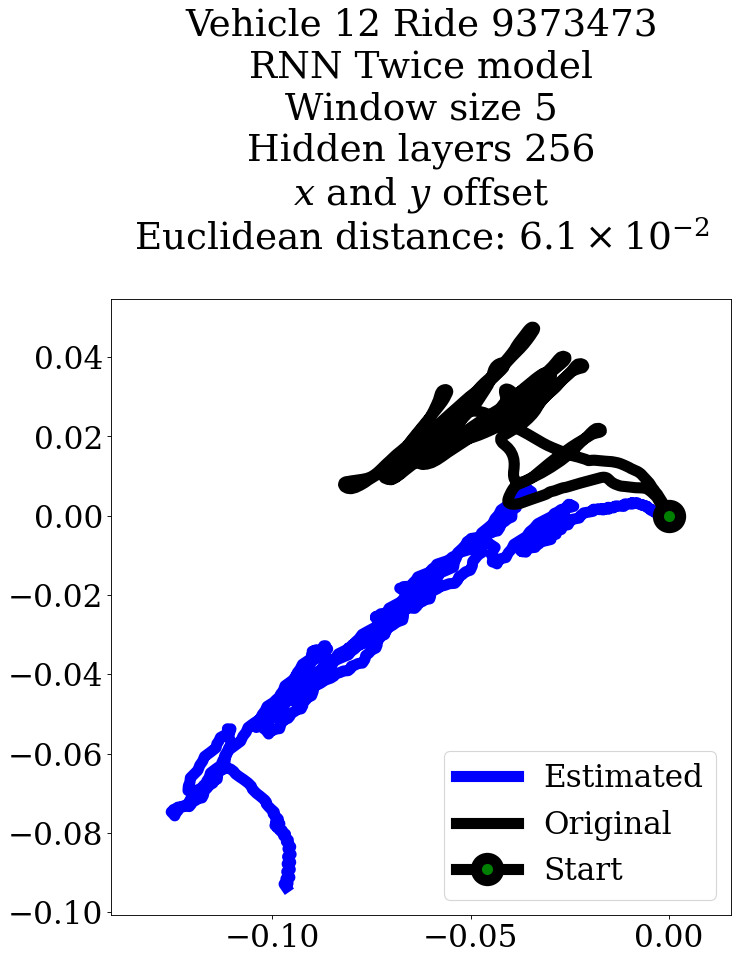 Vehicle 12 Ride 9373473
RNN Twice model
Window size 5
Hidden layers 256
x and y offset
Euclidean distance: 6.1 × 10⁻²
0.04
0.02
0.00
−0.02
−0.04
−0.06
−0.08
−0.10
−0.10 −0.05 0.00
Estimated
Original
Start